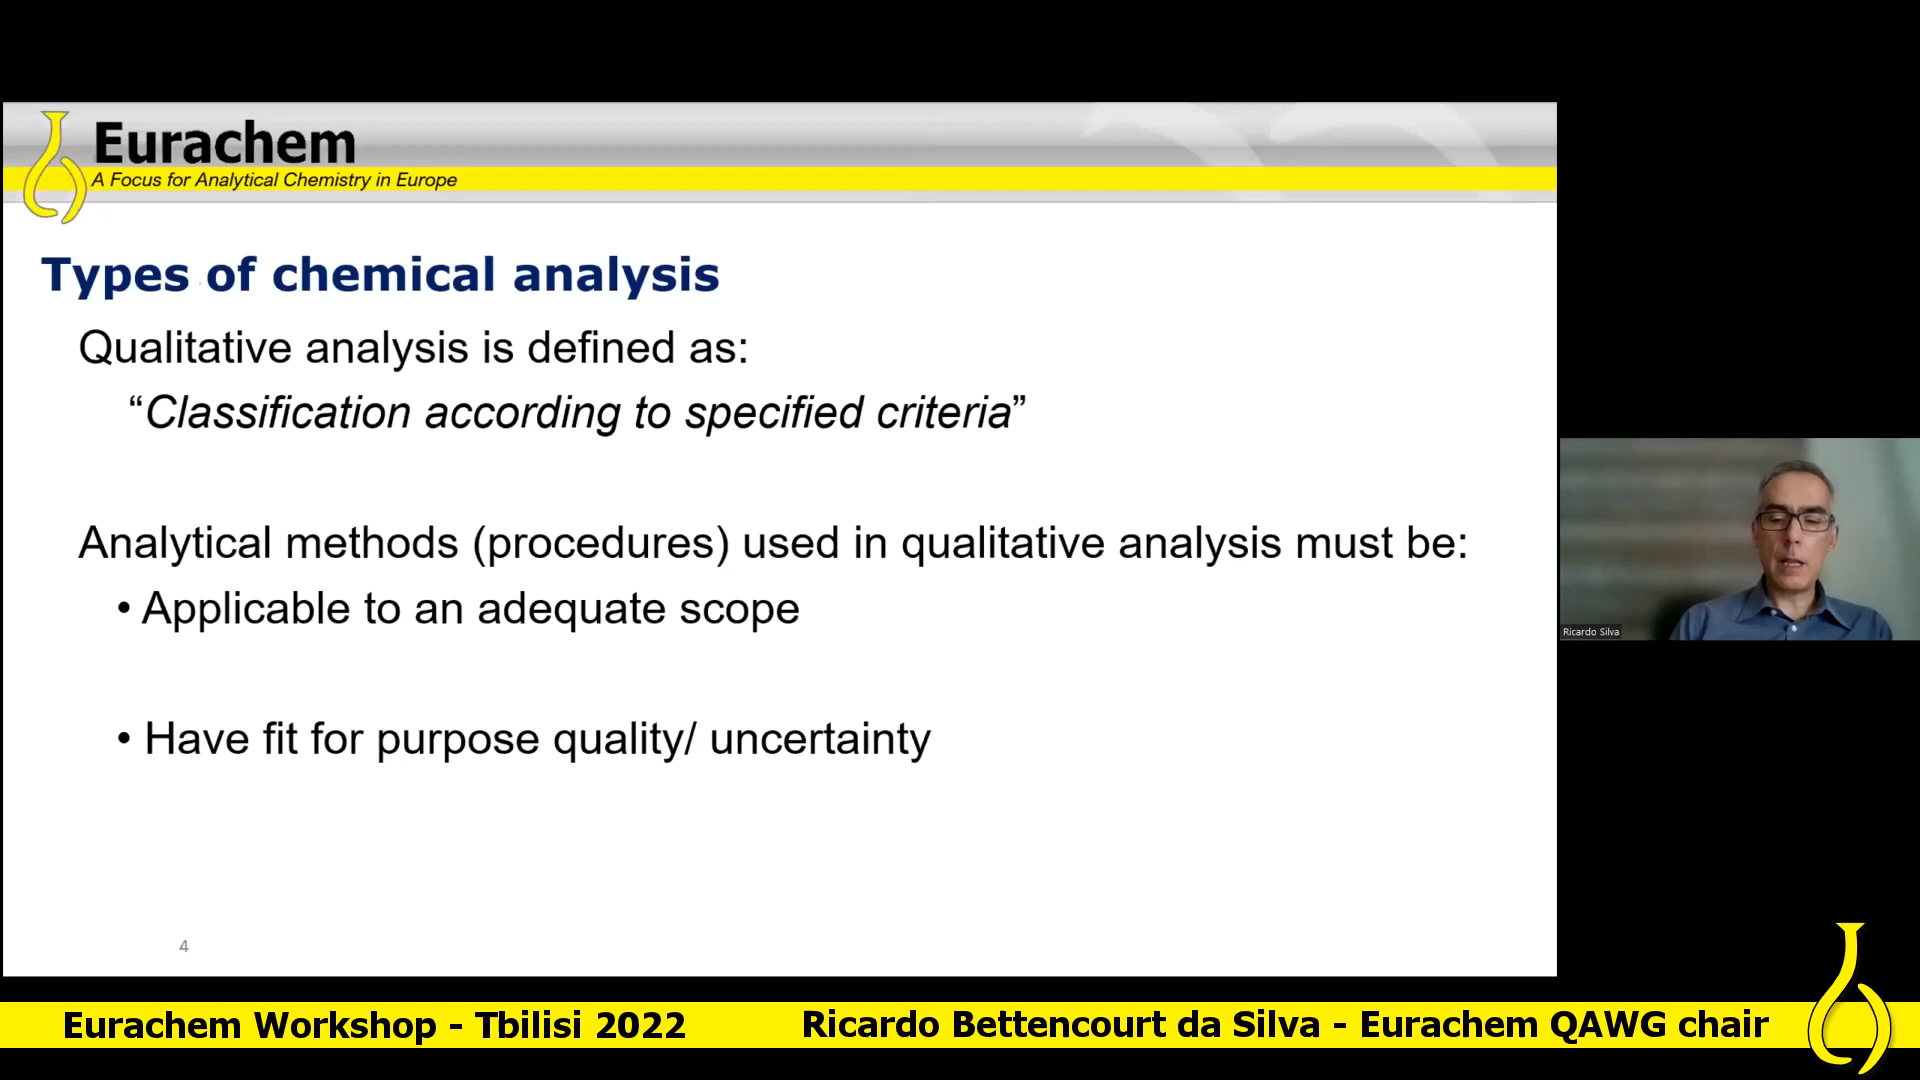 Eurachem
A Focus for Analytical Chemistry in Europe
Types of chemical analysis
Qualitative analysis is defined as:
“Classification according to specified criteria”
Analytical methods (procedures) used in qualitative analysis must be:
• Applicable to an adequate scope
• Have fit for purpose quality/ uncertainty
4
Ricardo Silva
Eurachem Workshop - Tbilisi 2022
Ricardo Bettencourt da Silva - Eurachem QAWG chair